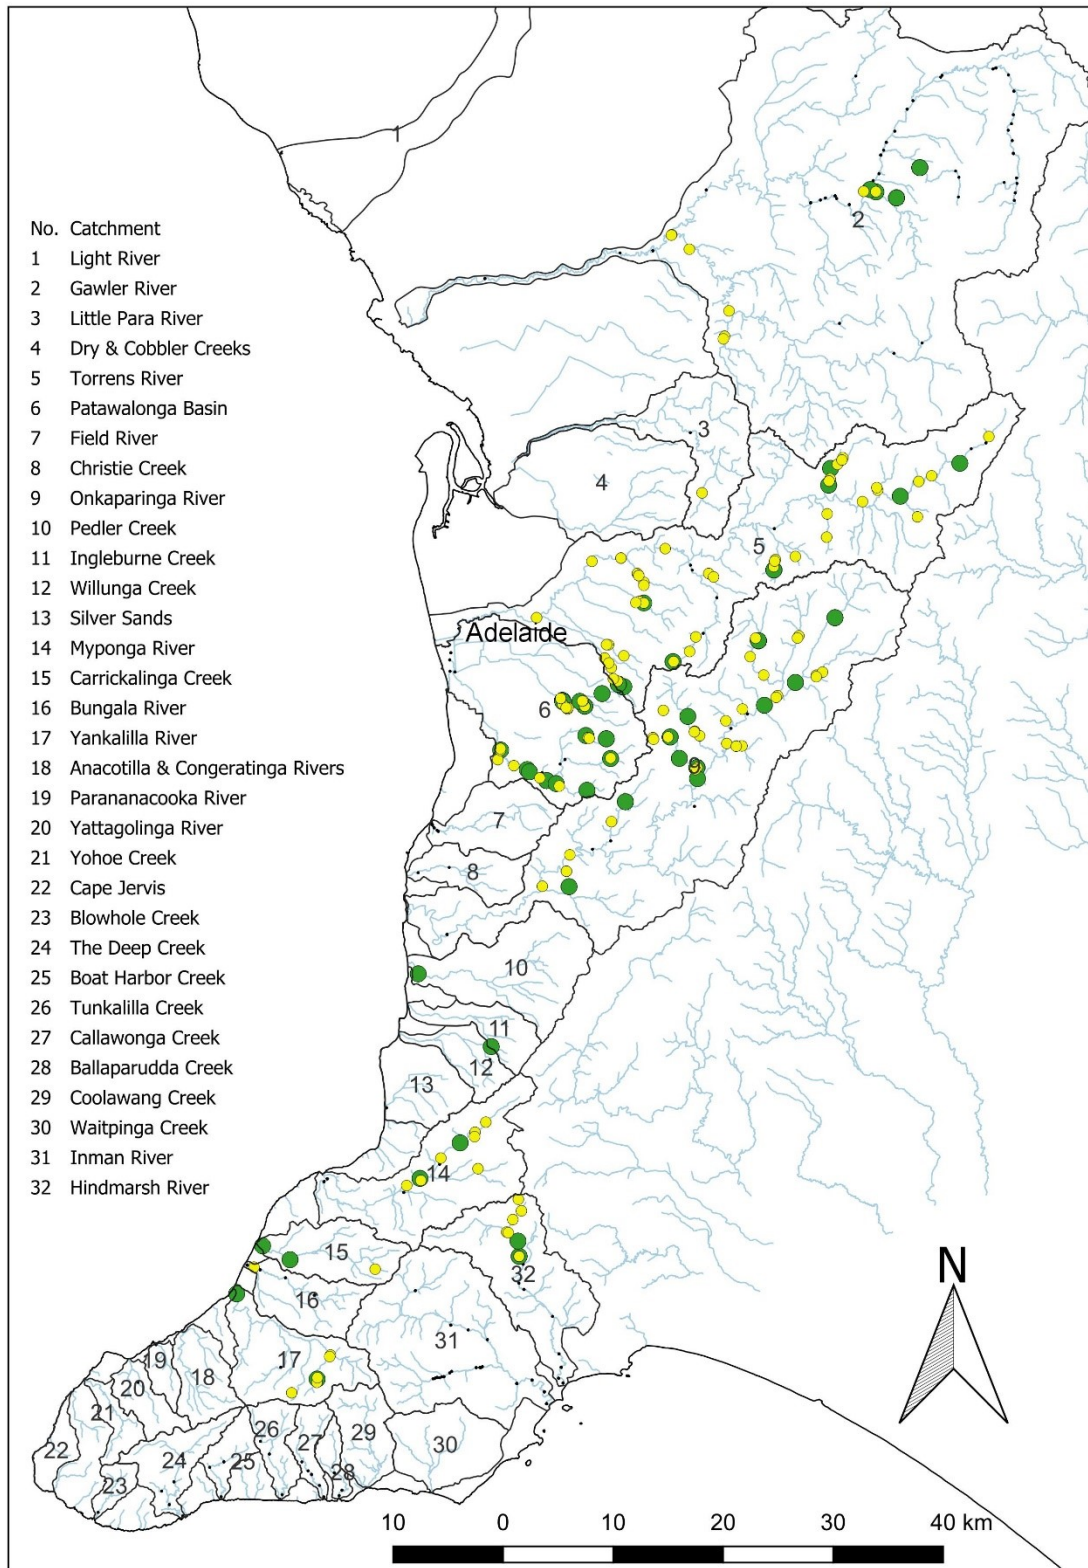 No. Catchment
1 Light River
2 Gawler River
3 Little Para River
4 Dry & Cobbler Creeks
5 Torrens River
6 Patawalonga Basin
7 Field River
8 Christie Creek
9 Onkaparinga River
10 Pedler Creek
11 Ingleburne Creek
12 Willunga Creek
13 Silver Sands
14 Myponga River
15 Carrickalinga Creek
16 Bungala River
17 Yankalilla River
18 Anacotilla & Congeratinga Rivers
19 Parananacooka River
20 Yattagolinga River
21 Yohoe Creek
22 Cape Jervis
23 Blowhole Creek
24 The Deep Creek
25 Boat Harbor Creek
26 Tunkalilla Creek
27 Callawonga Creek
28 Ballaparudda Creek
29 Coolawang Creek
30 Waitpinga Creek
31 Inman River
32 Hindmarsh River
1
2
3
4
5
Adelaide
6
9
7
8
10
11
12
13
14
15
32
16
31
17
19
18
20
21
26
27
29
30
22
24
25
28
23
N
10 0 10 20 30 40 km